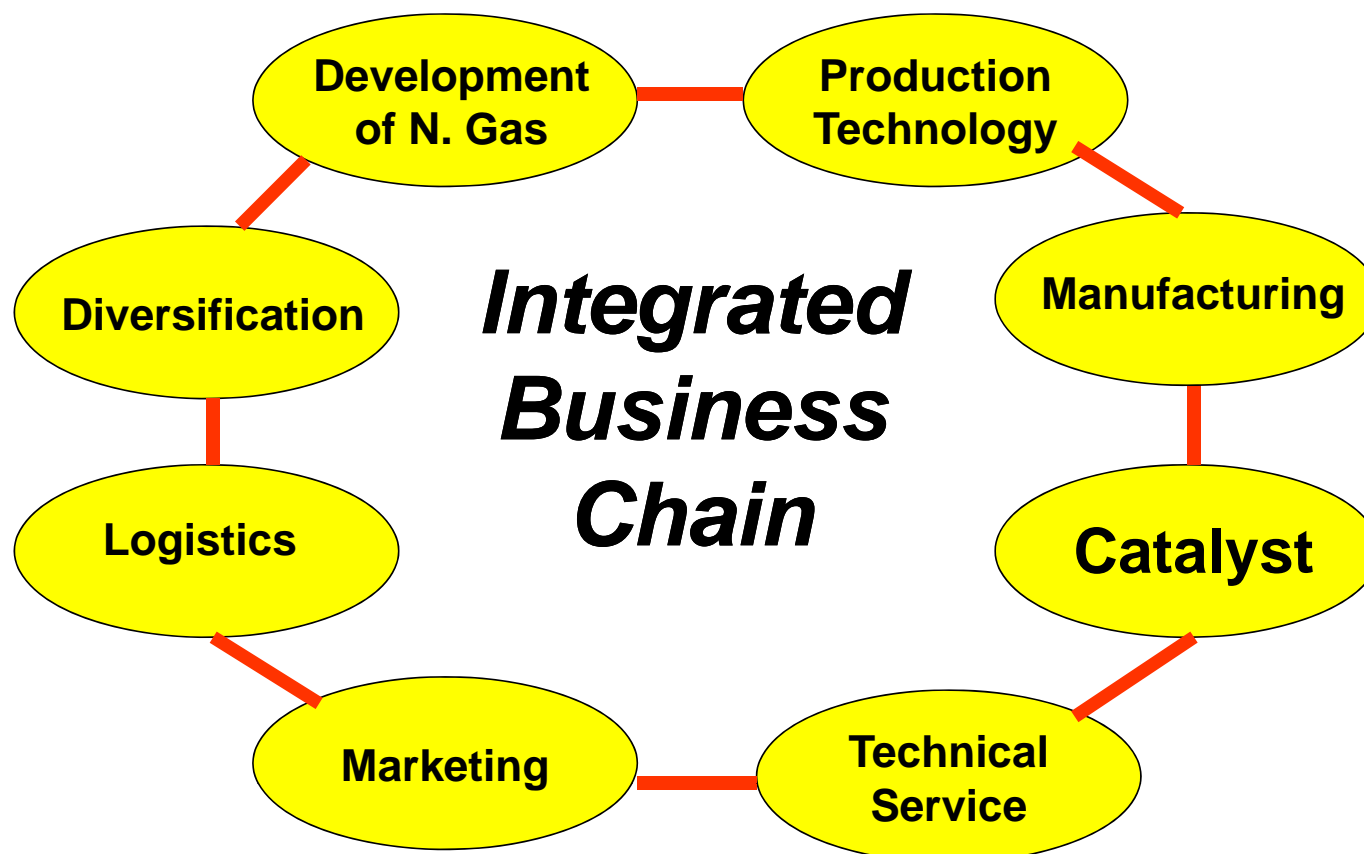 Development
of N. Gas
Production
Technology
Diversification
Manufacturing
Integrated
Business
Chain
Logistics
Catalyst
Marketing
Technical
Service